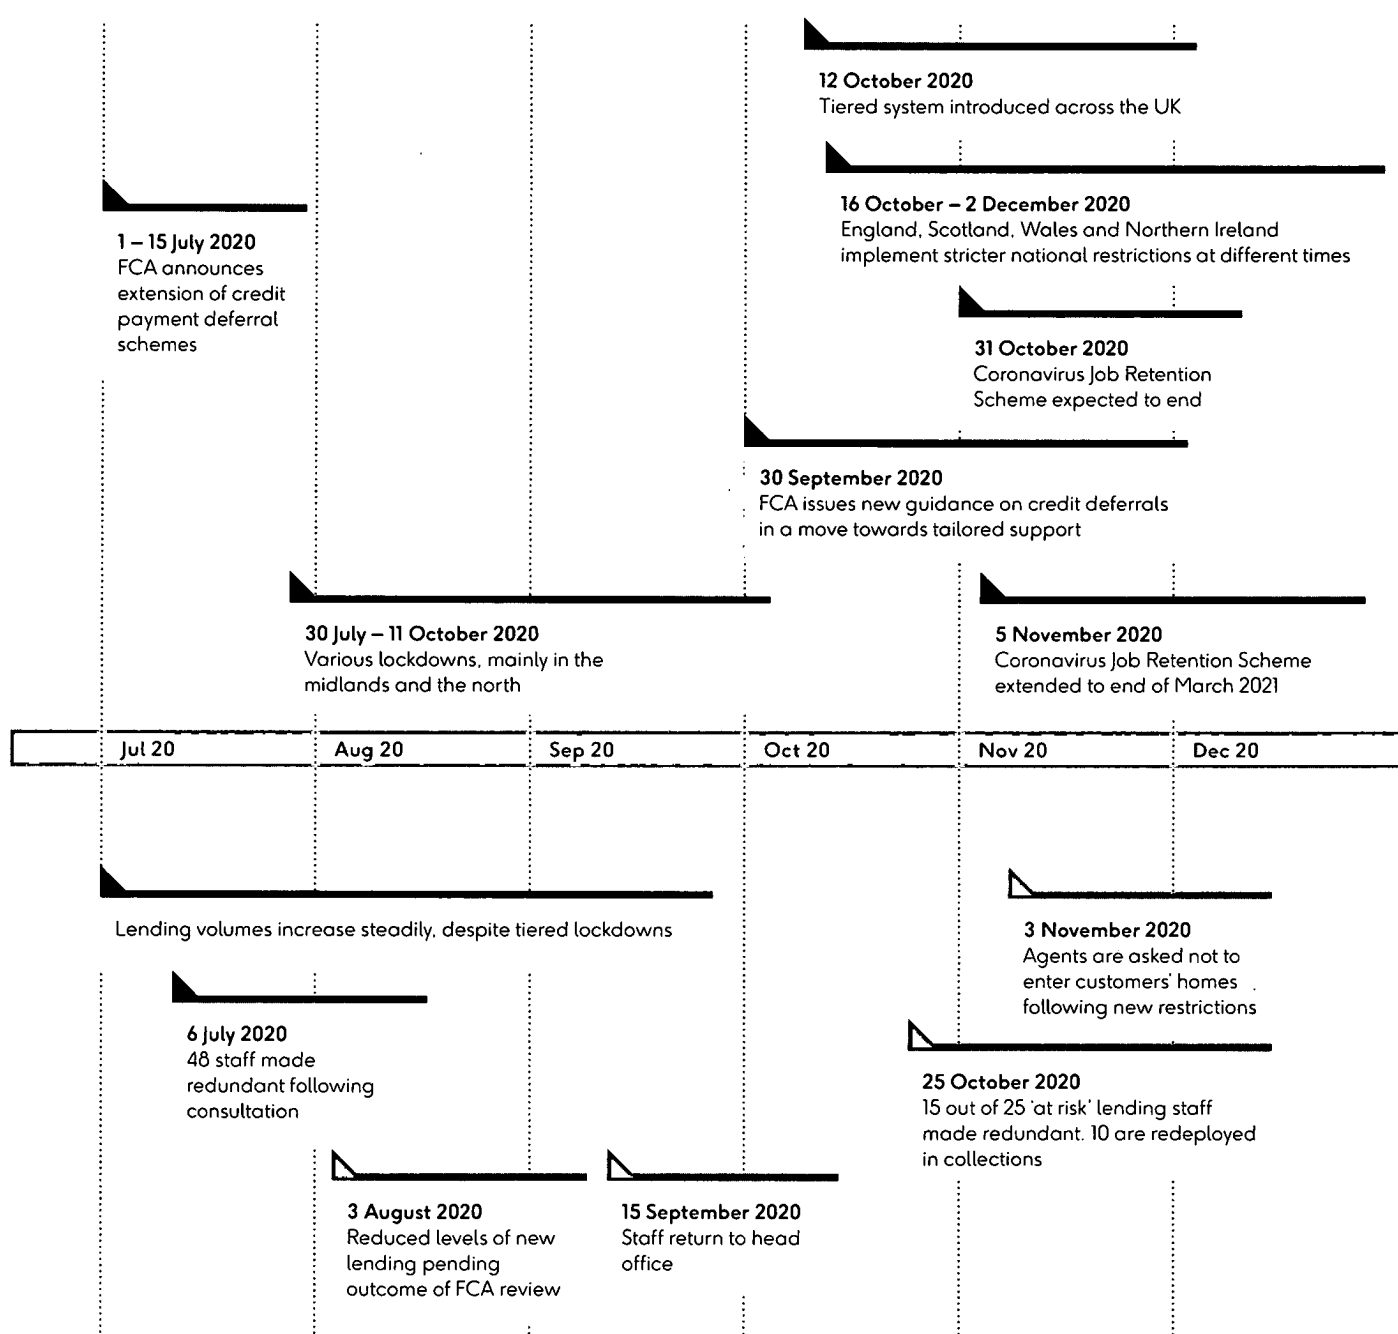 12 October 2020
Tiered system introduced across the UK
16 October – 2 December 2020
England, Scotland, Wales and Northern Ireland
implement stricter national restrictions at different times
1 – 15 July 2020
FCA announces
extension of credit
payment deferral
schemes
31 October 2020
Coronavirus Job Retention
Scheme expected to end
30 September 2020
FCA issues new guidance on credit deferrals
in a move towards tailored support
30 July – 11 October 2020
Various lockdowns, mainly in the
midlands and the north
5 November 2020
Coronavirus Job Retention Scheme
extended to end of March 2021
Jul 20
Aug 20
Sep 20
Oct 20
Nov 20
Dec 20
Lending volumes increase steadily, despite tiered lockdowns
3 November 2020
Agents are asked not to
enter customers' homes
following new restrictions
6 July 2020
48 staff made
redundant following
consultation
25 October 2020
15 out of 25 'at risk' lending staff
made redundant. 10 are redeployed
in collections
3 August 2020
Reduced levels of new
lending pending
outcome of FCA review
15 September 2020
Staff return to head
office